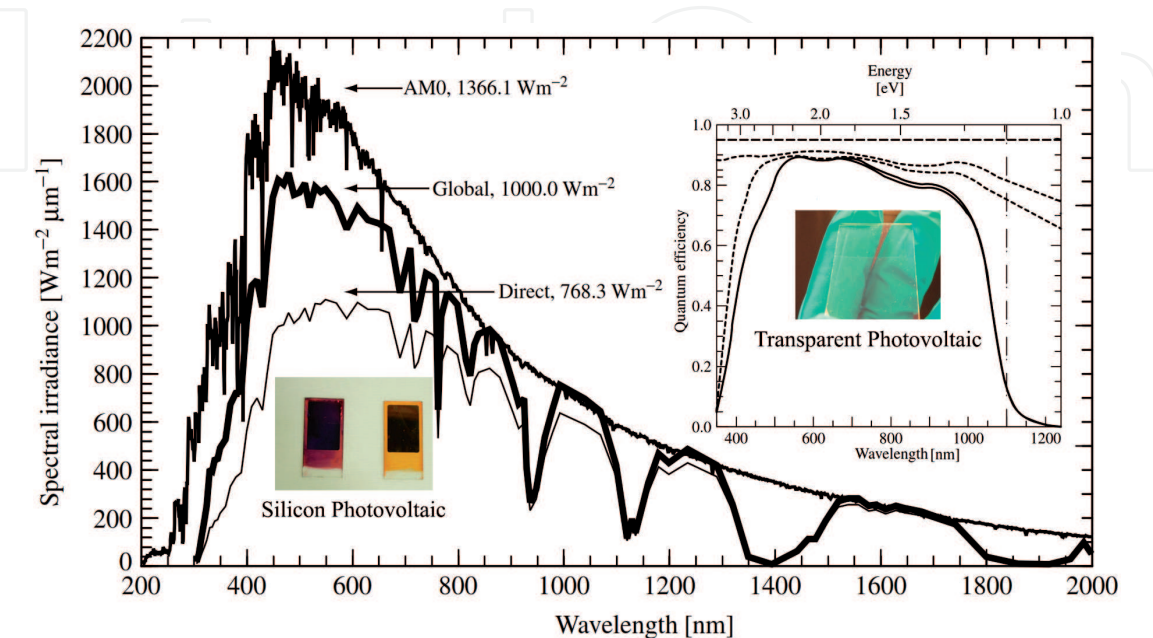 2200
2000
1800
1600
1400
1200
1000
800
600
400
200
0
Spectral irradiance [Wm−2 μm−1]
AM0, 1366.1 Wm−2
Global, 1000.0 Wm−2
Direct, 768.3 Wm−2
Silicon Photovoltaic
200 400 600 800 1000 1200 1400 1600 1800 2000
Wavelength [nm]
Energy
[eV]
3.0 2.0 1.5 1.0
1.0
0.8
0.6
0.4
0.2
0.0
Quantum efficiency
Transparent Photovoltaic
400 600 800 1000 1200
Wavelength [nm]